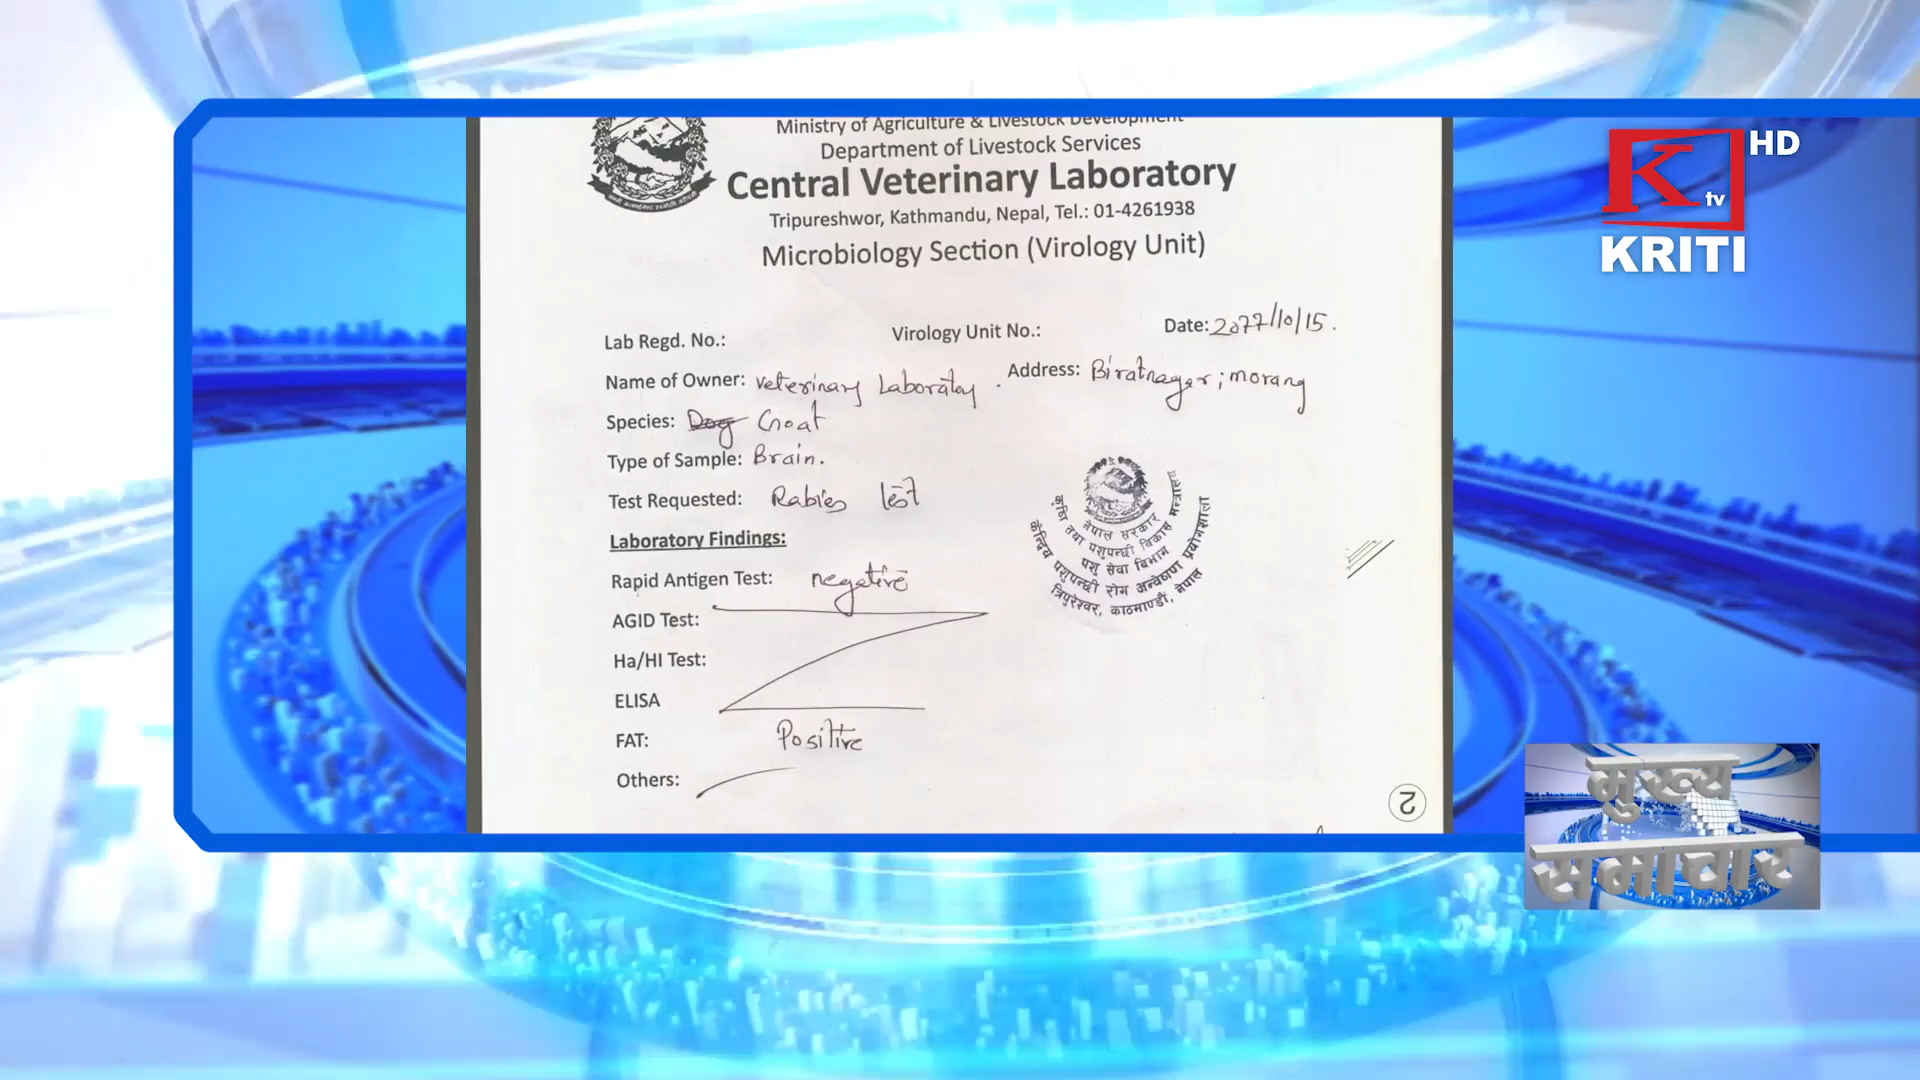 Ministry of Agriculture & Livestock Development
Department of Livestock Services
Central Veterinary Laboratory
Tripureshwor, Kathmandu, Nepal, Tel.: 01-4261938
Microbiology Section (Virology Unit)
K tv HD
KRITI
Lab Regd. No.: Virology Unit No.: Date: 2077/10/15.
Name of Owner: Veterinary Laboratory. Address: Biratnagar; morang
Species: Dog Goat
Type of Sample: Brain.
Test Requested: Rabies test
Laboratory Findings:
Rapid Antigen Test: negative
AGID Test:
Ha/HI Test:
ELISA
FAT: Positive
Others:
नेपाल सरकार
कृषि तथा पशुपन्छी विकास मन्त्रालय
पशु सेवा विभाग
केन्द्रिय पशुपन्छी रोग अन्वेषण प्रयोगशाला
त्रिपुरेश्वर, काठमाण्डौं, नेपाल
2
मुख्य
समाचार